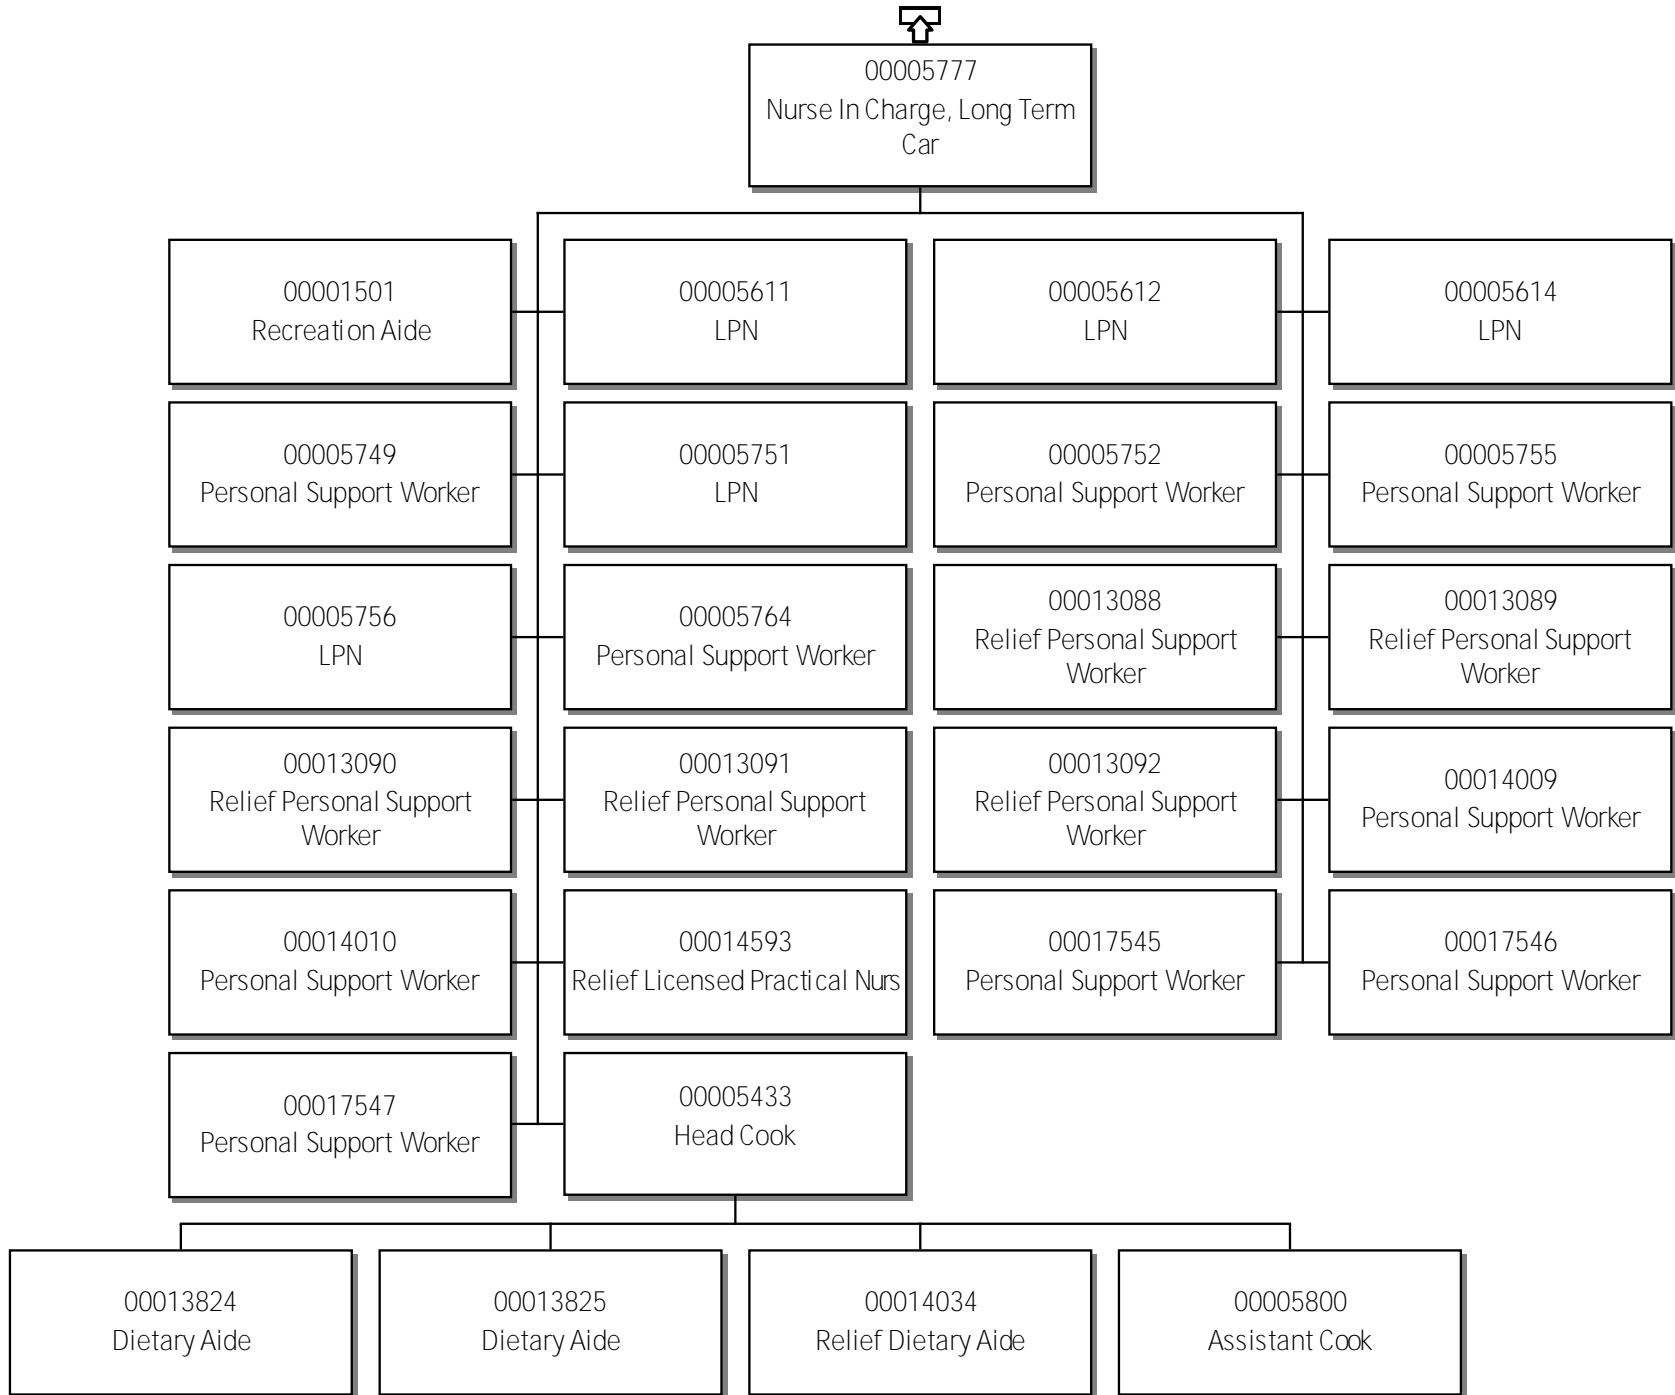 00005777
Nurse In Charge, Long Term
Car
00001501
Recreation Aide
00005611
LPN
00005612
LPN
00005614
LPN
00005749
Personal Support Worker
00005751
LPN
00005752
Personal Support Worker
00005755
Personal Support Worker
00005756
LPN
00005764
Personal Support Worker
00013088
Relief Personal Support
Worker
00013089
Relief Personal Support
Worker
00013090
Relief Personal Support
Worker
00013091
Relief Personal Support
Worker
00013092
Relief Personal Support
Worker
00014009
Personal Support Worker
00014010
Personal Support Worker
00014593
Relief Licensed Practical Nurs
00017545
Personal Support Worker
00017546
Personal Support Worker
00017547
Personal Support Worker
00005433
Head Cook
00013824
Dietary Aide
00013825
Dietary Aide
00014034
Relief Dietary Aide
00005800
Assistant Cook